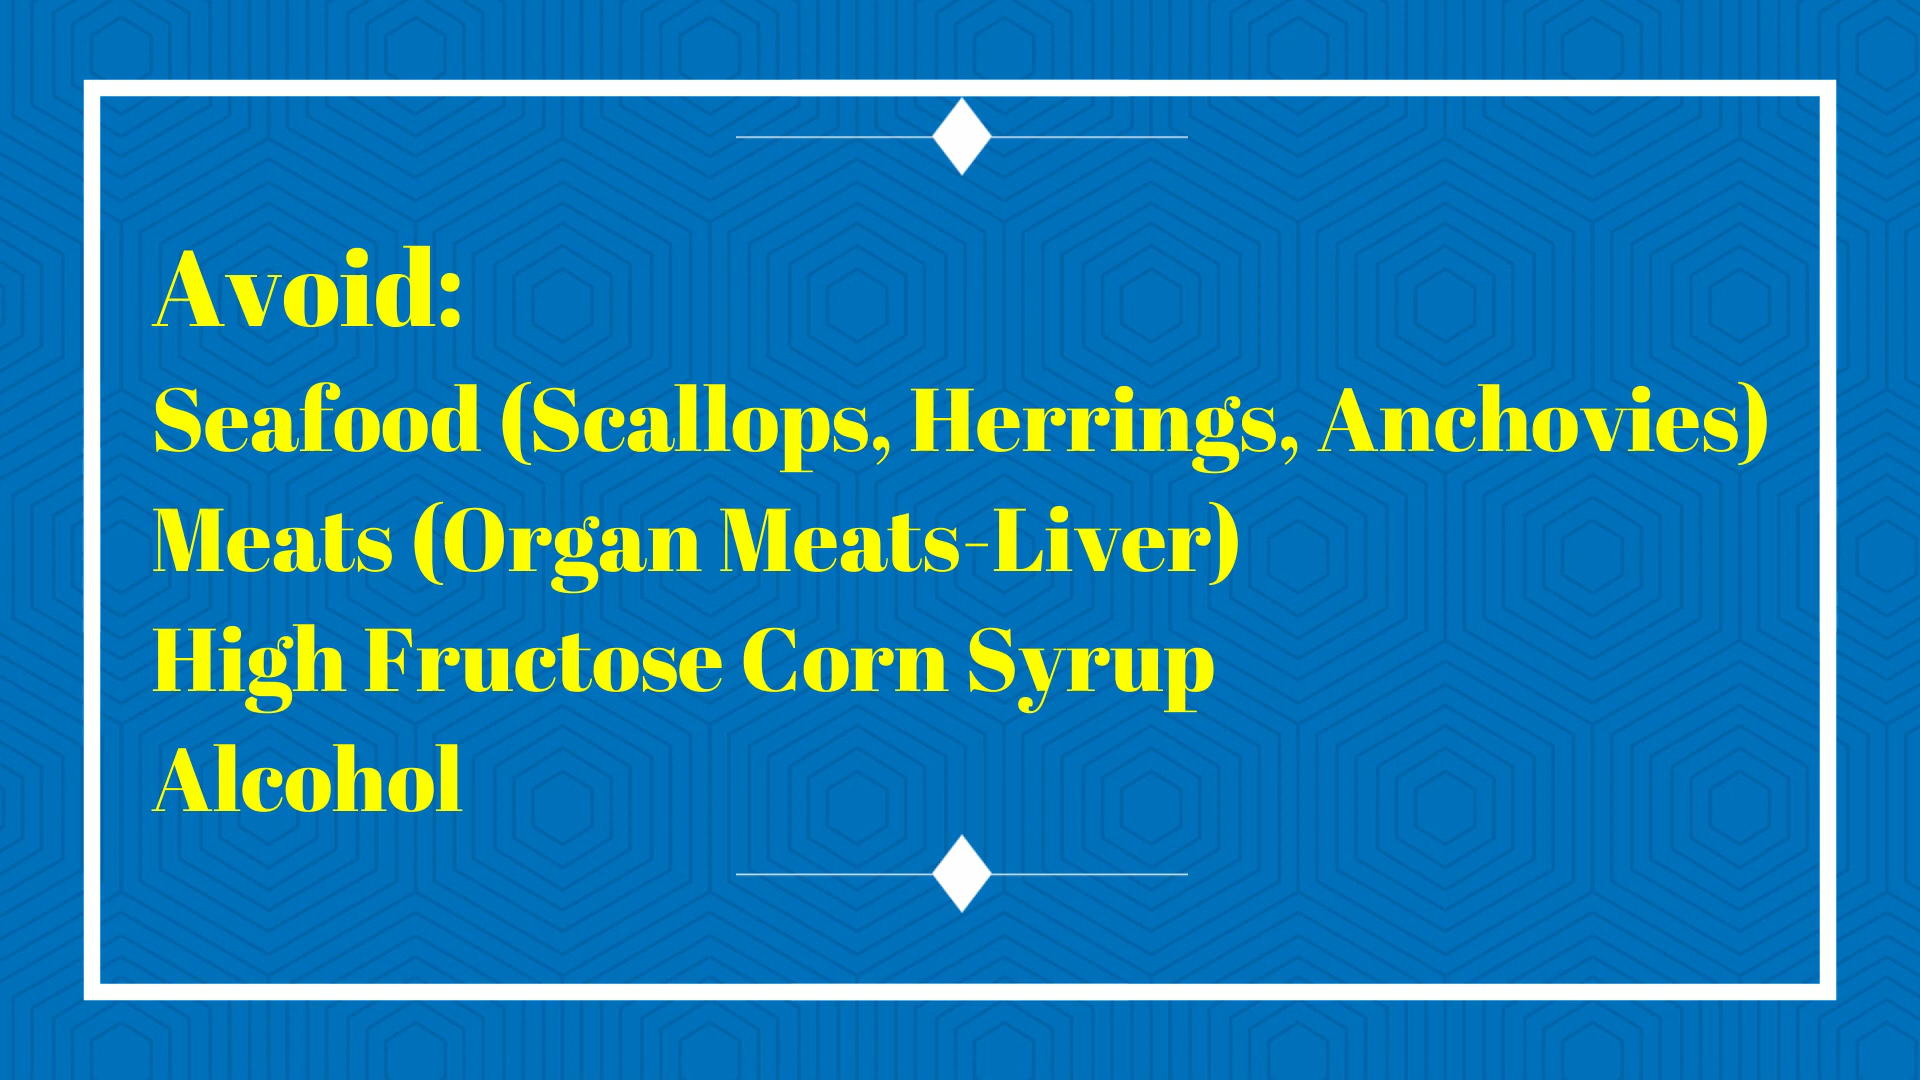 Avoid:
Seafood (Scallops, Herrings, Anchovies)
Meats (Organ Meats-Liver)
High Fructose Corn Syrup
Alcohol